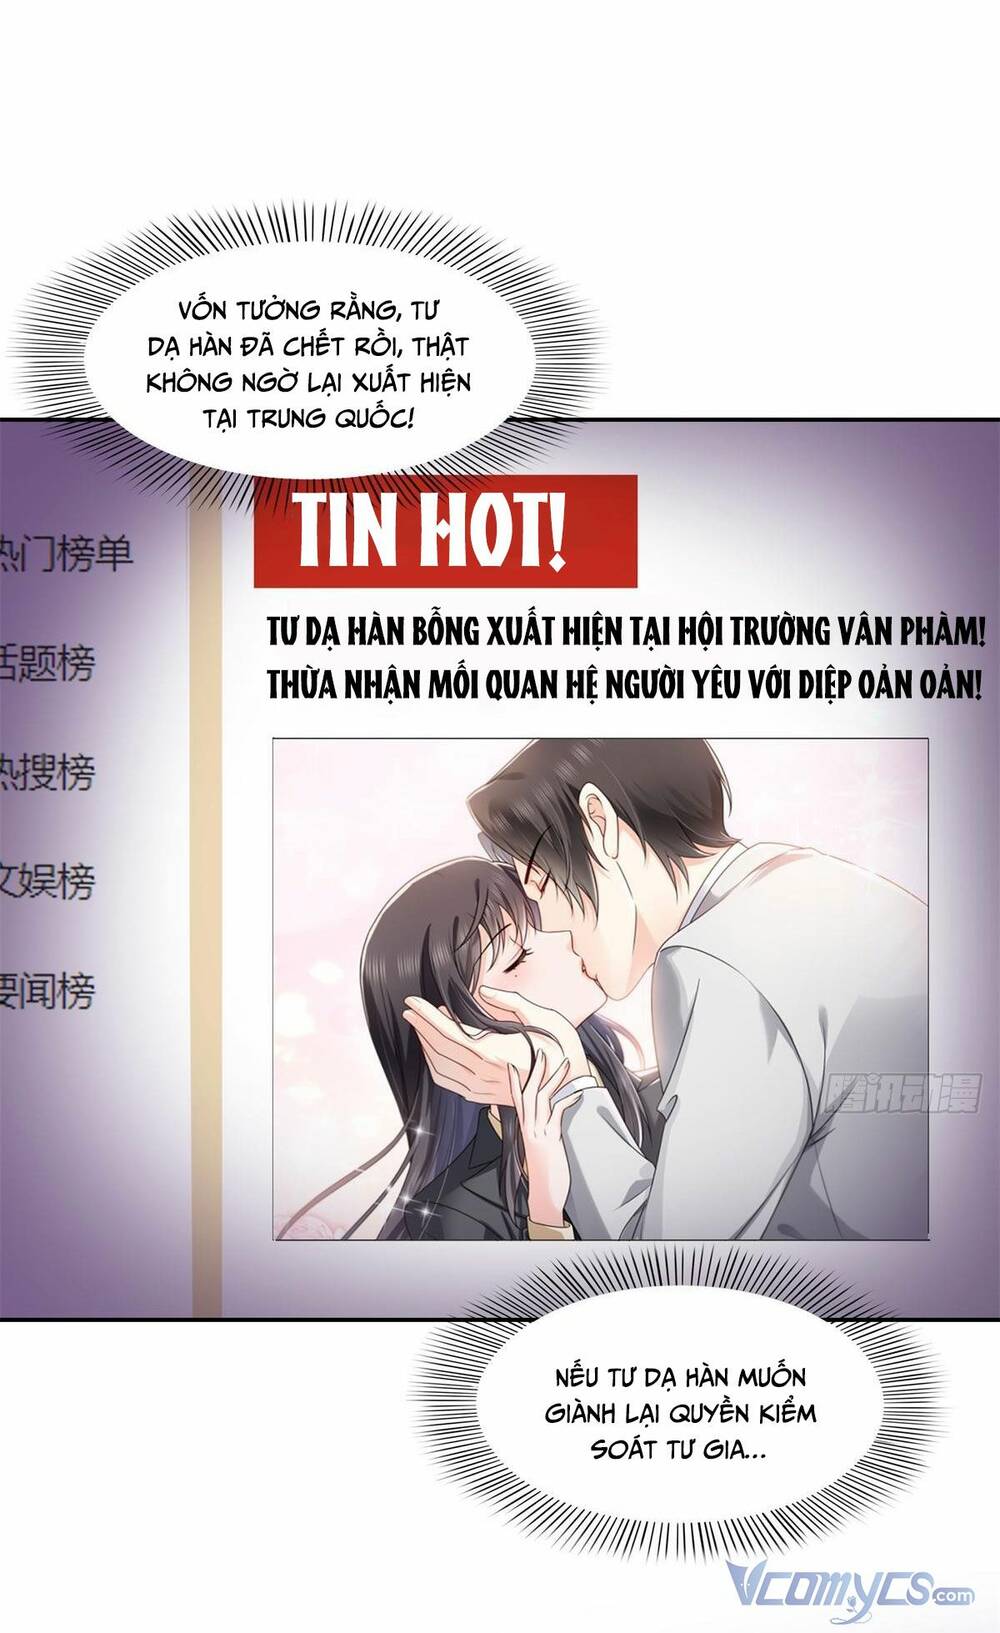 VỐN TƯỞNG RẰNG, TƯ
DẠ HÀN ĐÃ CHẾT RỒI, THẬT
KHÔNG NGỜ LẠI XUẤT HIỆN
TẠI TRUNG QUỐC!
TIN HOT!
TƯ DẠ HÀN BỖNG XUẤT HIỆN TẠI HỘI TRƯỜNG VÂN PHÀM!
THỪA NHẬN MỐI QUAN HỆ NGƯỜI YÊU VỚI DIỆP OẢN OẢN!
热门榜单
话题榜
热搜榜
文娱榜
要闻榜
腾讯动漫
NẾU TƯ DẠ HÀN MUỐN
GIÀNH LẠI QUYỀN KIỂM
SOÁT TƯ GIA...
VCOMYCS.com